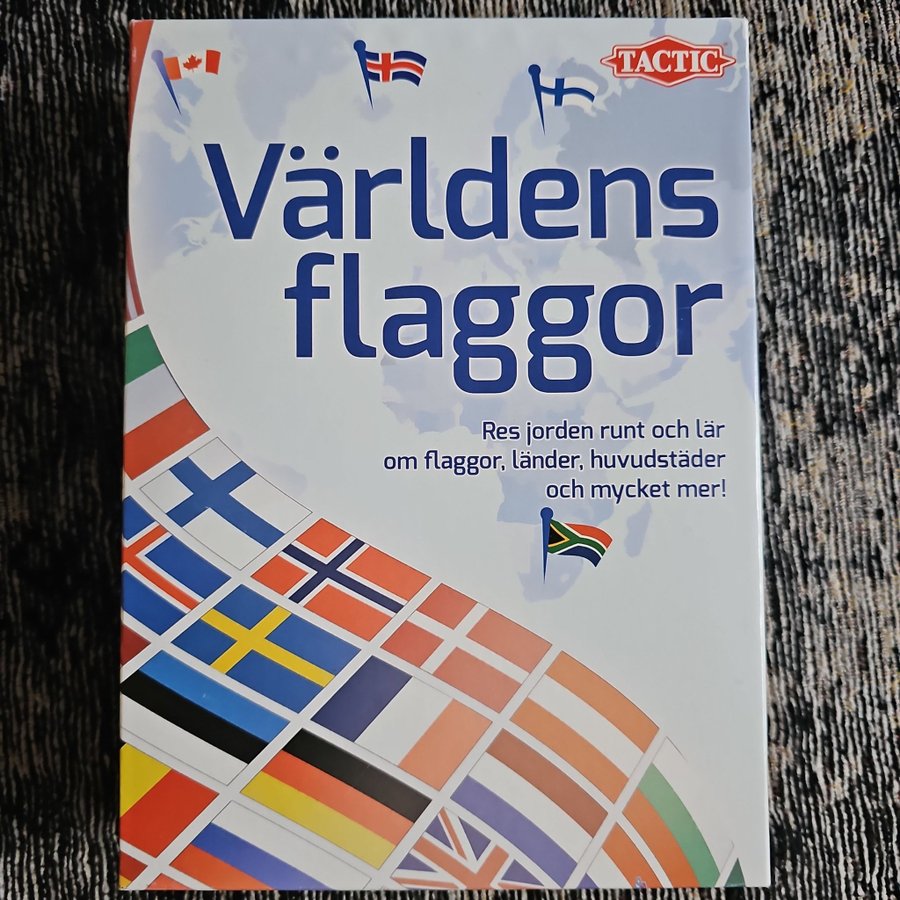 TACTIC
Världens
flaggor
Res jorden runt och lär
om flaggor, länder, huvudstäder
och mycket mer!